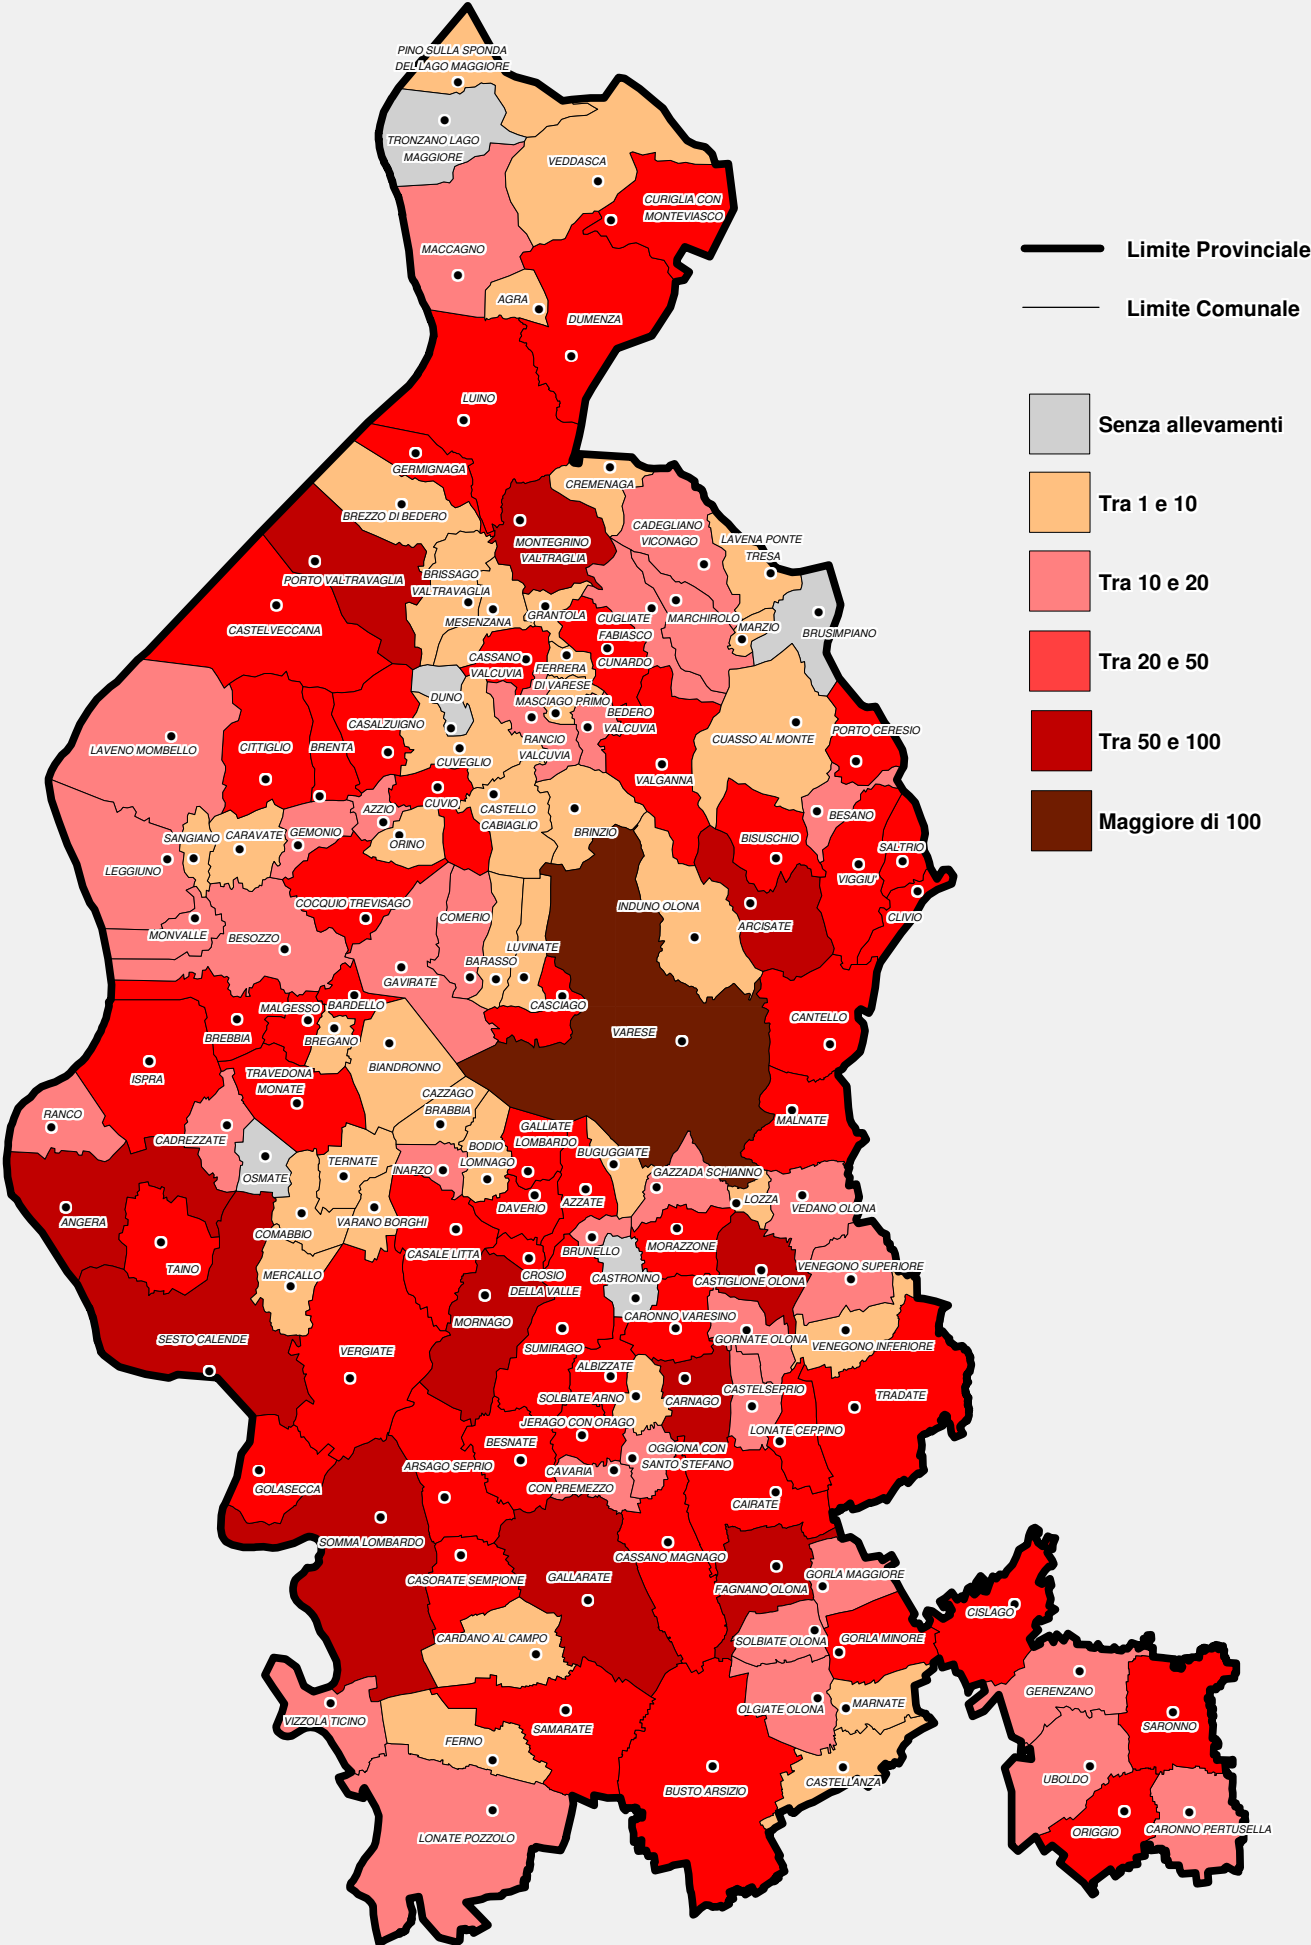 PINO SULLA SPONDA
DEL LAGO MAGGIORE
TRONZANO LAGO
MAGGIORE
VEDDASCA
CURIGLIA CON
MONTEVIASCO
MACCAGNO
AGRA
DUMENZA
LUINO
GERMIGNAGA
CREMENAGA
BREZZO DI BEDERO
MONTEGRINO
VALTRAGLIA
CADEGLIANO
VICONAGO
LAVENA PONTE
TRESA
PORTO VALTRAVAGLIA
BRISSAGO
VALTRAVAGLIA
CASTELVECCANA
MESENZANA
GRANTOLA
CUGLIATE
FABIASCO
MARCHIROLO
MARZIO
BRUSIMPIANO
CASSANO
VALCUVIA
FERRERA
DI VARESE
CUNARDO
DUNO
MASCIAGO PRIMO
BEDERO
VALCUVIA
CASALZUIGNO
RANCIO
VALCUVIA
CUASSO AL MONTE
PORTO CERESIO
LAVENO MOMBELLO
CITTIGLIO
BRENTA
CUVEGLIO
VALGANNA
AZZIO
CUVIO
CASTELLO
CABIAGLIO
BRINZIO
BESANO
SANGIANO
CARAVATE
GEMONIO
ORINO
BISUSCHIO
SALTRIO
LEGGIUNO
VIGGIU'
COCQUIO TREVISAGO
COMERIO
INDUNO OLONA
ARCISATE
CLIVIO
MONVALLE
BESOZZO
LUVINATE
BARASSO
GAVIRATE
CASCIAGO
MALGESSO
BARDELLO
BREBBIA
BREGANO
VARESE
CANTELLO
BIANDRONNO
ISPRA
TRAVEDONA
MONATE
CAZZAGO
BRABBIA
RANCO
CADREZZATE
MALNATE
GALLIATE
LOMBARDO
BODIO
LOMNAGO
BUGUGGIATE
TERNATE
INARZO
GAZZADA SCHIANNO
OSMATE
LOZZA
VEDANO OLONA
ANGERA
COMABBIO
VARANO BORGHI
DAVERIO
AZZATE
CASALE LITTA
BRUNELLO
MORAZZONE
TAINO
MERCALLO
CROSIO
DELLA VALLE
CASTRONNO
CASTIGLIONE OLONA
VENEGONO SUPERIORE
MORNAGO
CARONNO VARESINO
SESTO CALENDE
VERGIATE
SUMIRAGO
GORNATE OLONA
VENEGONO INFERIORE
ALBIZZATE
SOLBIATE ARNO
CARNAGO
CASTELSEPRIO
TRADATE
JERAGO CON ORAGO
LONATE CEPPINO
BESNATE
OGGIONA CON
SANTO STEFANO
ARSAGO SEPRIO
CAVARIA
CON PREMEZZO
GOLASECCA
CAIRATE
SOMMA LOMBARDO
CASSANO MAGNAGO
CASORATE SEMPIONE
GALLARATE
FAGNANO OLONA
GORLA MAGGIORE
CISLAGO
CARDANO AL CAMPO
SOLBIATE OLONA
GORLA MINORE
GERENZANO
VIZZOLA TICINO
OLGIATE OLONA
MARNATE
SARONNO
FERNO
SAMARATE
BUSTO ARSIZIO
CASTELLANZA
UBOLDO
LONATE POZZOLO
ORIGGIO
CARONNO PERTUSELLA
Limite Provinciale
Limite Comunale
Senza allevamenti
Tra 1 e 10
Tra 10 e 20
Tra 20 e 50
Tra 50 e 100
Maggiore di 100